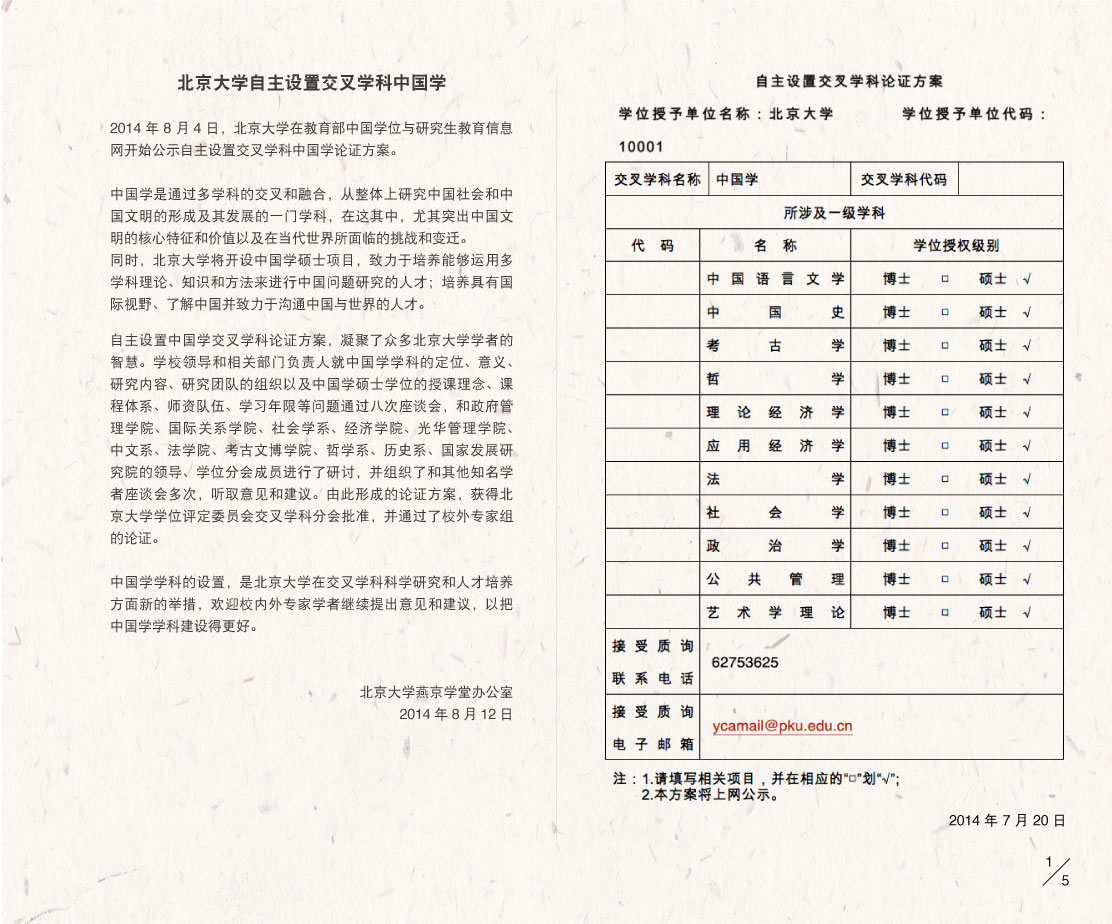 北京大学自主设置交叉学科中国学
2014 年 8 月 4 日，北京大学在教育部中国学位与研究生教育信息
网开始公示自主设置交叉学科中国学论证方案。
中国学是通过多学科的交叉和融合，从整体上研究中国社会和中
国文明的形成及其发展的一门学科，在这其中，尤其突出中国文
明的核心特征和价值以及在当代世界所面临的挑战和变迁。
同时，北京大学将开设中国学硕士项目，致力于培养能够运用多
学科理论、知识和方法来进行中国问题研究的人才；培养具有国
际视野、了解中国并致力于沟通中国与世界的人才。
自主设置中国学交叉学科论证方案，凝聚了众多北京大学学者的
智慧。学校领导和相关部门负责人就中国学学科的定位、意义、
研究内容、研究团队的组织以及中国学硕士学位的授课理念、课
程体系、师资队伍、学习年限等问题通过八次座谈会，和政府管
理学院、国际关系学院、社会学系、经济学院、光华管理学院、
中文系、法学院、考古文博学院、哲学系、历史系、国家发展研
究院的领导、学位分会成员进行了研讨，并组织了和其他知名学
者座谈会多次，听取意见和建议。由此形成的论证方案，获得北
京大学学位评定委员会交叉学科分会批准，并通过了校外专家组
的论证。
中国学学科的设置，是北京大学在交叉学科科学研究和人才培养
方面新的举措，欢迎校内外专家学者继续提出意见和建议，以把
中国学学科建设得更好。
北京大学燕京学堂办公室
2014 年 8 月 12 日
自主设置交叉学科论证方案
学位授予单位名称：北京大学 学位授予单位代码：
10001
交叉学科名称 中国学 交叉学科代码
所涉及一级学科
代 码 名 称 学位授权级别
中国语言文学 博士 □ 硕士 √
中国史 博士 □ 硕士 √
考古学 博士 □ 硕士 √
哲学 博士 □ 硕士 √
理论经济学 博士 □ 硕士 √
应用经济学 博士 □ 硕士 √
法学 博士 □ 硕士 √
社会学 博士 □ 硕士 √
政治学 博士 □ 硕士 √
公共管理 博士 □ 硕士 √
艺术学理论 博士 □ 硕士 √
接受质询
联系电话
62753625
接受质询
电子邮箱
ycamail@pku.edu.cn
注：1.请填写相关项目，并在相应的“□”划“√”;
2.本方案将上网公示。
2014 年 7 月 20 日
1/5